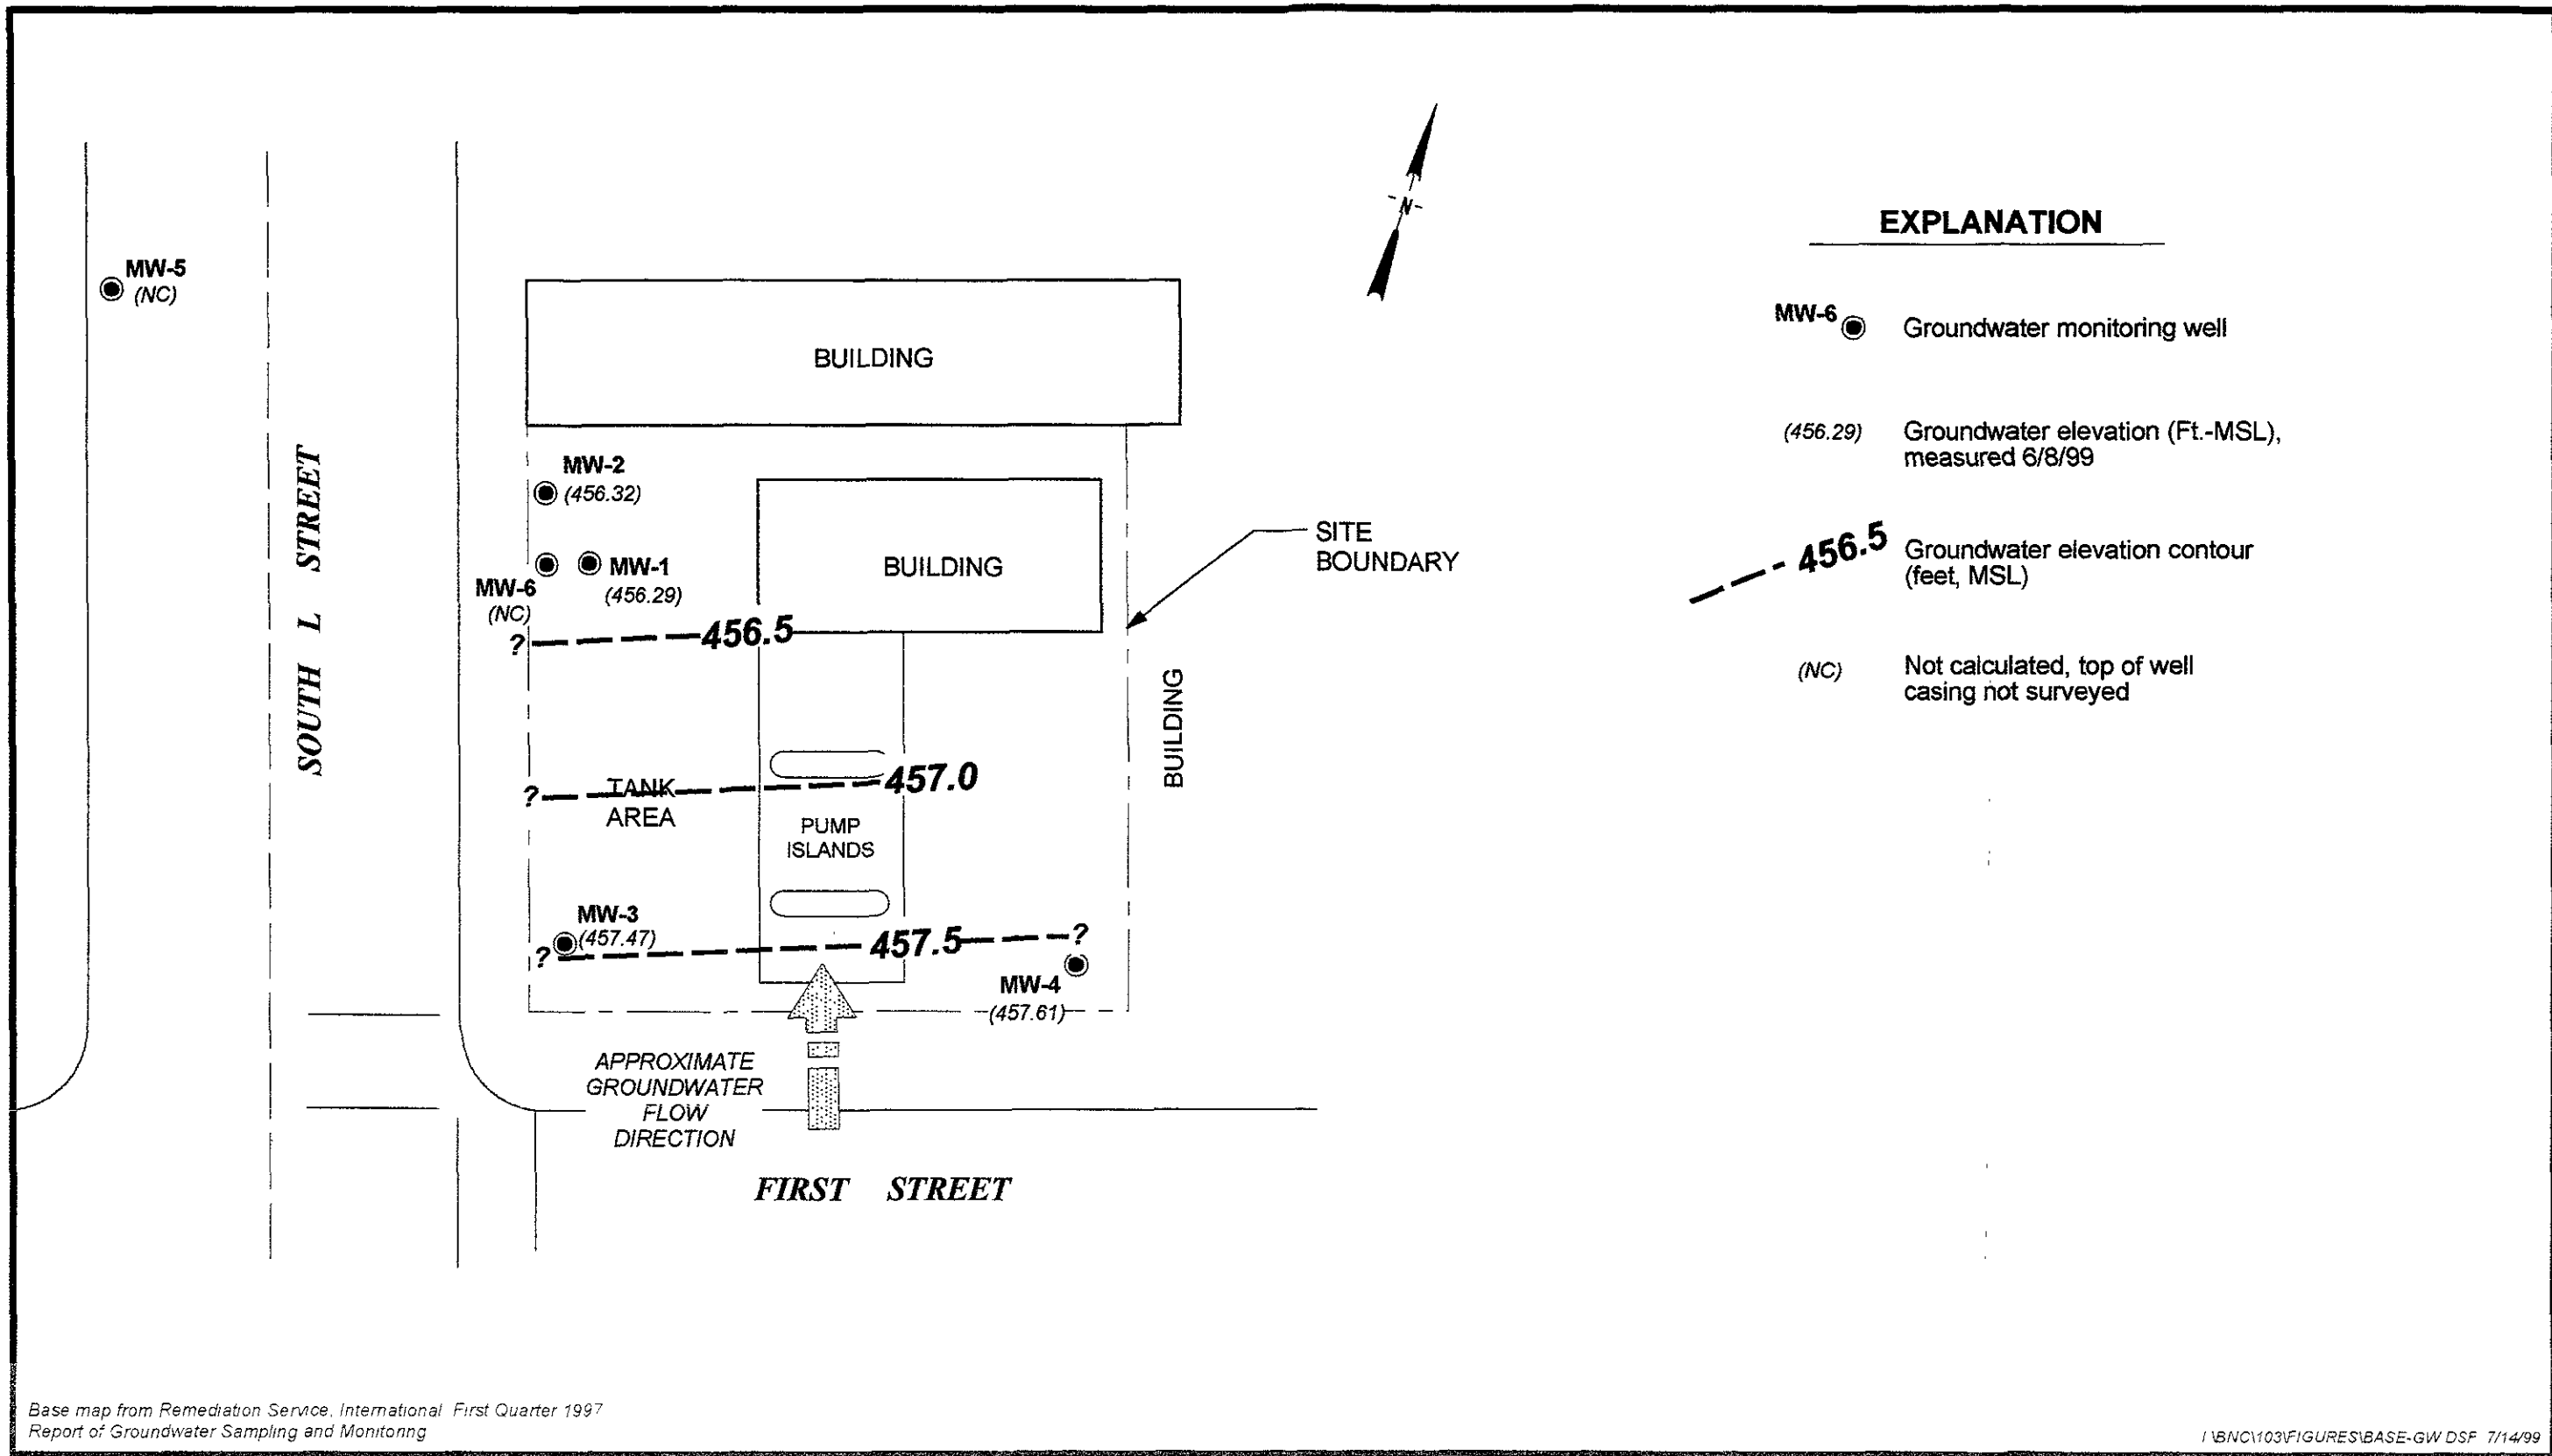 MW-5
(NC)
SOUTH L STREET
BUILDING
MW-2
(456.32)
BUILDING
MW-1
(456.29)
MW-6
(NC)
? 456.5
? 457.0
TANK
AREA
PUMP
ISLANDS
MW-3
(457.47)
? 457.5 ?
MW-4
(457.61)
BUILDING
SITE
BOUNDARY
N
APPROXIMATE
GROUNDWATER
FLOW
DIRECTION
FIRST STREET
EXPLANATION
MW-6 Groundwater monitoring well
(456.29) Groundwater elevation (Ft.-MSL),
measured 6/8/99
456.5 Groundwater elevation contour
(feet, MSL)
(NC) Not calculated, top of well
casing not surveyed
Base map from Remediation Service, International First Quarter 1997
Report of Groundwater Sampling and Monitoring
I \BNC\103\FIGURES\BASE-GW DSF 7/14/99